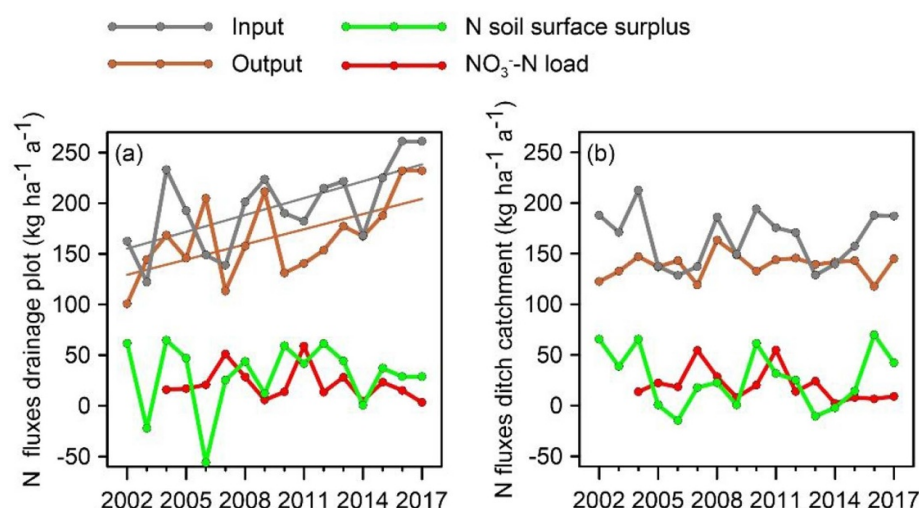 Input
Output
N soil surface surplus
NO₃⁻-N load
N fluxes drainage plot (kg ha⁻¹ a⁻¹)
(a)
250
200
150
100
50
0
-50
2002 2005 2008 2011 2014 2017
N fluxes ditch catchment (kg ha⁻¹ a⁻¹)
(b)
250
200
150
100
50
0
-50
2002 2005 2008 2011 2014 2017